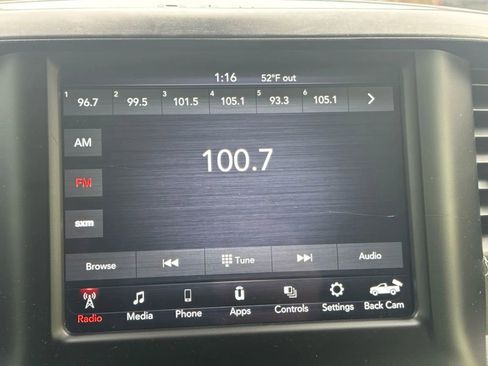 1:16 52°F out
1 96.7 2 99.5 3 101.5 4 105.1 5 93.3 6 105.1
AM
100.7
FM
sxm
Browse Tune Audio
Radio Media Phone Apps Controls Settings Back Cam